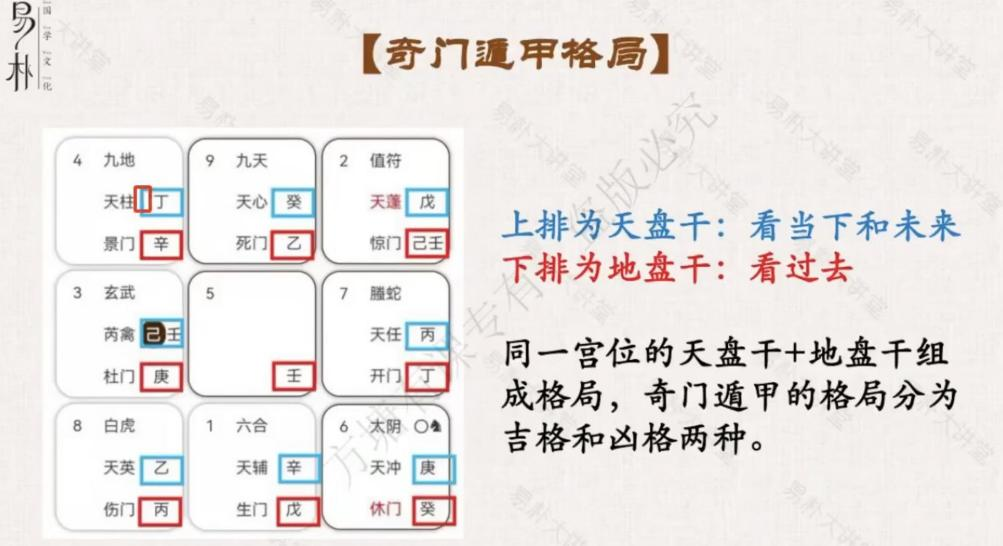 易朴
国学文化
【奇门遁甲格局】
4 九地
天柱 丁
景门 辛
9 九天
天心 癸
死门 乙
2 值符
天蓬 戊
惊门 己壬
3 玄武
芮禽 己壬
杜门 庚
5
壬
7 螣蛇
天任 丙
开门 丁
8 白虎
天英 乙
伤门 丙
1 六合
天辅 辛
生门 戊
6 太阴
天冲 庚
休门 癸
上排为天盘干：看当下和未来
下排为地盘干：看过去
同一宫位的天盘干+地盘干组
成格局，奇门遁甲的格局分为
吉格和凶格两种。
易朴大讲堂